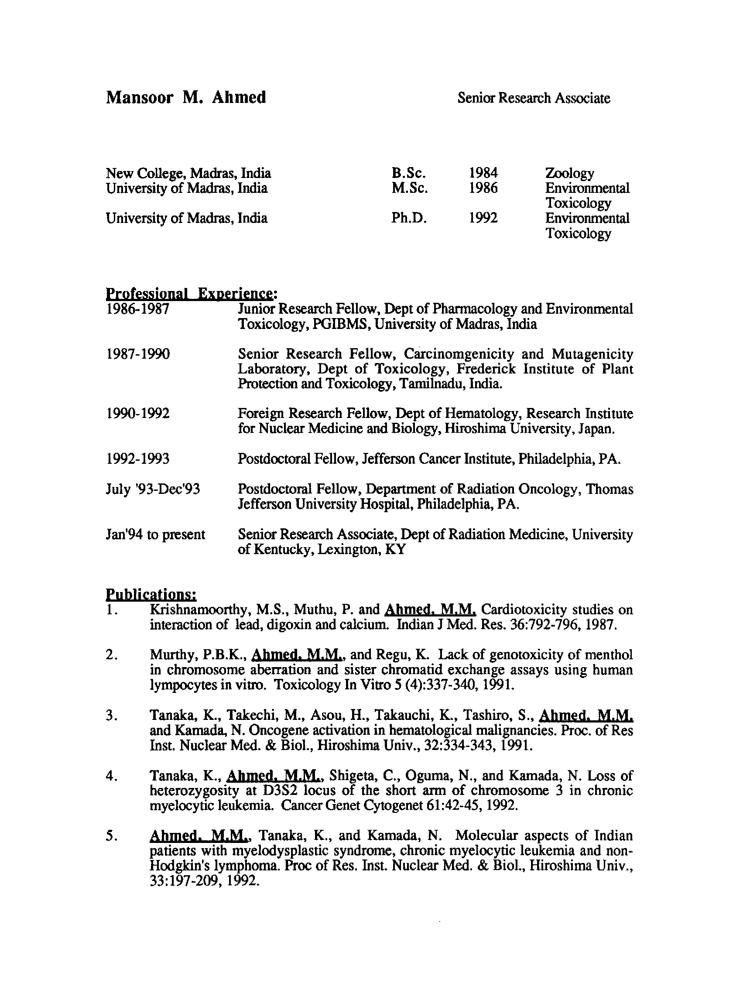 Mansoor M. Ahmed Senior Research Associate
New College, Madras, India B.Sc. 1984 Zoology
University of Madras, India M.Sc. 1986 Environmental
Toxicology
University of Madras, India Ph.D. 1992 Environmental
Toxicology
Professional Experience:
1986-1987 Junior Research Fellow, Dept of Pharmacology and Environmental
Toxicology, PGIBMS, University of Madras, India
1987-1990 Senior Research Fellow, Carcinomgenicity and Mutagenicity
Laboratory, Dept of Toxicology, Frederick Institute of Plant
Protection and Toxicology, Tamilnadu, India.
1990-1992 Foreign Research Fellow, Dept of Hematology, Research Institute
for Nuclear Medicine and Biology, Hiroshima University, Japan.
1992-1993 Postdoctoral Fellow, Jefferson Cancer Institute, Philadelphia, PA.
July '93-Dec'93 Postdoctoral Fellow, Department of Radiation Oncology, Thomas
Jefferson University Hospital, Philadelphia, PA.
Jan'94 to present Senior Research Associate, Dept of Radiation Medicine, University
of Kentucky, Lexington, KY
Publications:
1. Krishnamoorthy, M.S., Muthu, P. and Ahmed, M.M. Cardiotoxicity studies on
interaction of lead, digoxin and calcium. Indian J Med. Res. 36:792-796, 1987.
2. Murthy, P.B.K., Ahmed, M.M., and Regu, K. Lack of genotoxicity of menthol
in chromosome aberration and sister chromatid exchange assays using human
lympocytes in vitro. Toxicology In Vitro 5 (4):337-340, 1991.
3. Tanaka, K., Takechi, M., Asou, H., Takauchi, K., Tashiro, S., Ahmed, M.M.
and Kamada, N. Oncogene activation in hematological malignancies. Proc. of Res
Inst. Nuclear Med. & Biol., Hiroshima Univ., 32:334-343, 1991.
4. Tanaka, K., Ahmed, M.M., Shigeta, C., Oguma, N., and Kamada, N. Loss of
heterozygosity at D3S2 locus of the short arm of chromosome 3 in chronic
myelocytic leukemia. Cancer Genet Cytogenet 61:42-45, 1992.
5. Ahmed, M.M., Tanaka, K., and Kamada, N. Molecular aspects of Indian
patients with myelodysplastic syndrome, chronic myelocytic leukemia and non-
Hodgkin's lymphoma. Proc of Res. Inst. Nuclear Med. & Biol., Hiroshima Univ.,
33:197-209, 1992.